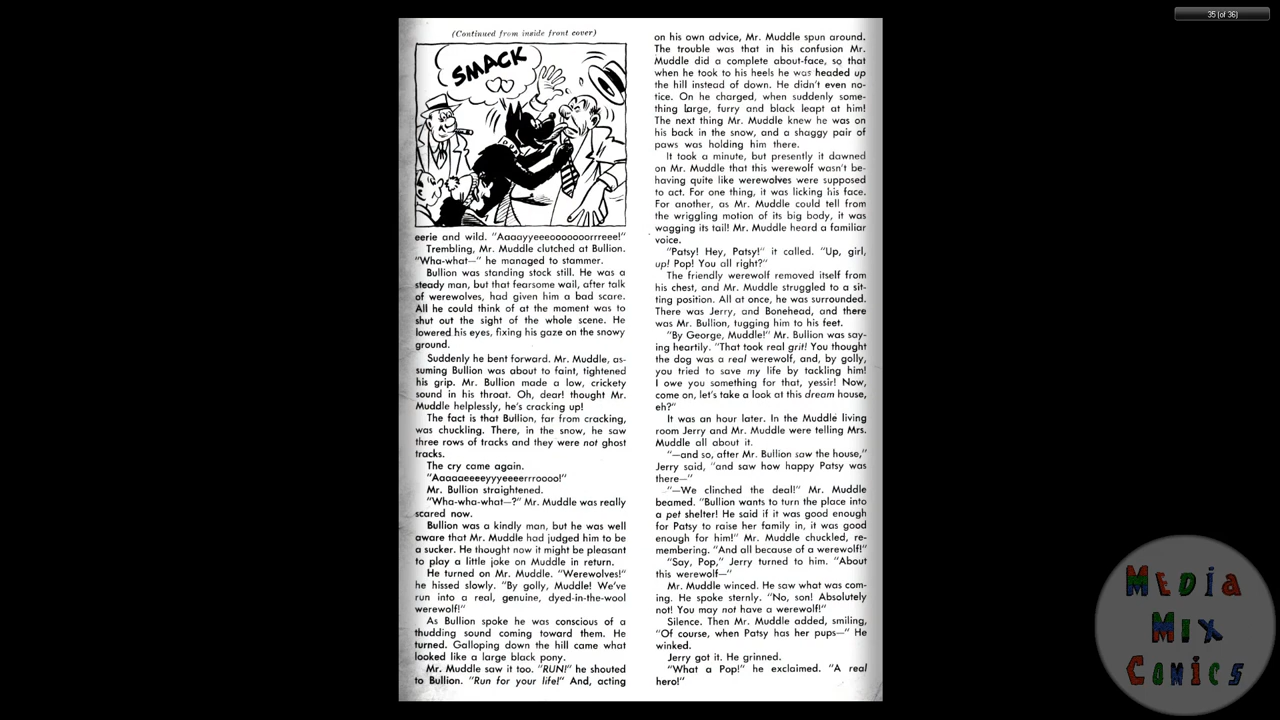 35 (of 36)
(Continued from inside front cover)
SMACK
eerie and wild. "Aaaayyeeeooooooorrreee!"
Trembling, Mr. Muddle clutched at Bullion.
"Wha-what—" he managed to stammer.
Bullion was standing stock still. He was a
steady man, but that fearsome wail, after talk
of werewolves, had given him a bad scare.
All he could think of at the moment was to
shut out the sight of the whole scene. He
lowered his eyes, fixing his gaze on the snowy
ground.
Suddenly he bent forward. Mr. Muddle, as-
suming Bullion was about to faint, tightened
his grip. Mr. Bullion made a low, crickety
sound in his throat. Oh, dear! thought Mr.
Muddle helplessly, he's cracking up!
The fact is that Bullion, far from cracking,
was chuckling. There, in the snow, he saw
three rows of tracks and they were not ghost
tracks.
The cry came again.
"Aaaaaeeeeyyyeeeerrroooo!"
Mr. Bullion straightened.
"Wha-wha-what—?" Mr. Muddle was really
scared now.
Bullion was a kindly man, but he was well
aware that Mr. Muddle had judged him to be
a sucker. He thought now it might be pleasant
to play a little joke on Muddle in return.
He turned on Mr. Muddle. "Werewolves!"
he hissed slowly. "By golly, Muddle! We've
run into a real, genuine, dyed-in-the-wool
werewolf!"
As Bullion spoke he was conscious of a
thudding sound coming toward them. He
turned. Galloping down the hill came what
looked like a large black pony.
Mr. Muddle saw it too. "RUN!" he shouted
to Bullion. "Run for your life!" And, acting
on his own advice, Mr. Muddle spun around.
The trouble was that in his confusion Mr.
Muddle did a complete about-face, so that
when he took to his heels he was headed up
the hill instead of down. He didn't even no-
tice. On he charged, when suddenly some-
thing large, furry and black leapt at him!
The next thing Mr. Muddle knew he was on
his back in the snow, and a shaggy pair of
paws was holding him there.
It took a minute, but presently it dawned
on Mr. Muddle that this werewolf wasn't be-
having quite like werewolves were supposed
to act. For one thing, it was licking his face.
For another, as Mr. Muddle could tell from
the wriggling motion of its big body, it was
wagging its tail! Mr. Muddle heard a familiar
voice.
"Patsy! Hey, Patsy!" it called. "Up, girl,
up! Pop! You all right?"
The friendly werewolf removed itself from
his chest, and Mr. Muddle struggled to a sit-
ting position. All at once, he was surrounded.
There was Jerry, and Bonehead, and there
was Mr. Bullion, tugging him to his feet.
"By George, Muddle!" Mr. Bullion was say-
ing heartily. "That took real grit! You thought
the dog was a real werewolf, and, by golly,
you tried to save my life by tackling him!
I owe you something for that, yessir! Now,
come on, let's take a look at this dream house,
eh?"
It was an hour later. In the Muddle living
room Jerry and Mr. Muddle were telling Mrs.
Muddle all about it.
"—and so, after Mr. Bullion saw the house,"
Jerry said, "and saw how happy Patsy was
there—"
"—We clinched the deal!" Mr. Muddle
beamed. "Bullion wants to turn the place into
a pet shelter! He said if it was good enough
for Patsy to raise her family in, it was good
enough for him!" Mr. Muddle chuckled, re-
membering. "And all because of a werewolf!"
"Say, Pop," Jerry turned to him. "About
this werewolf—"
Mr. Muddle winced. He saw what was com-
ing. He spoke sternly. "No, son! Absolutely
not! You may not have a werewolf!"
Silence. Then Mr. Muddle added, smiling,
"Of course, when Patsy has her pups—" He
winked.
Jerry got it. He grinned.
"What a Pop!" he exclaimed. "A real
hero!"
MEDiA
MiX
COMiCS